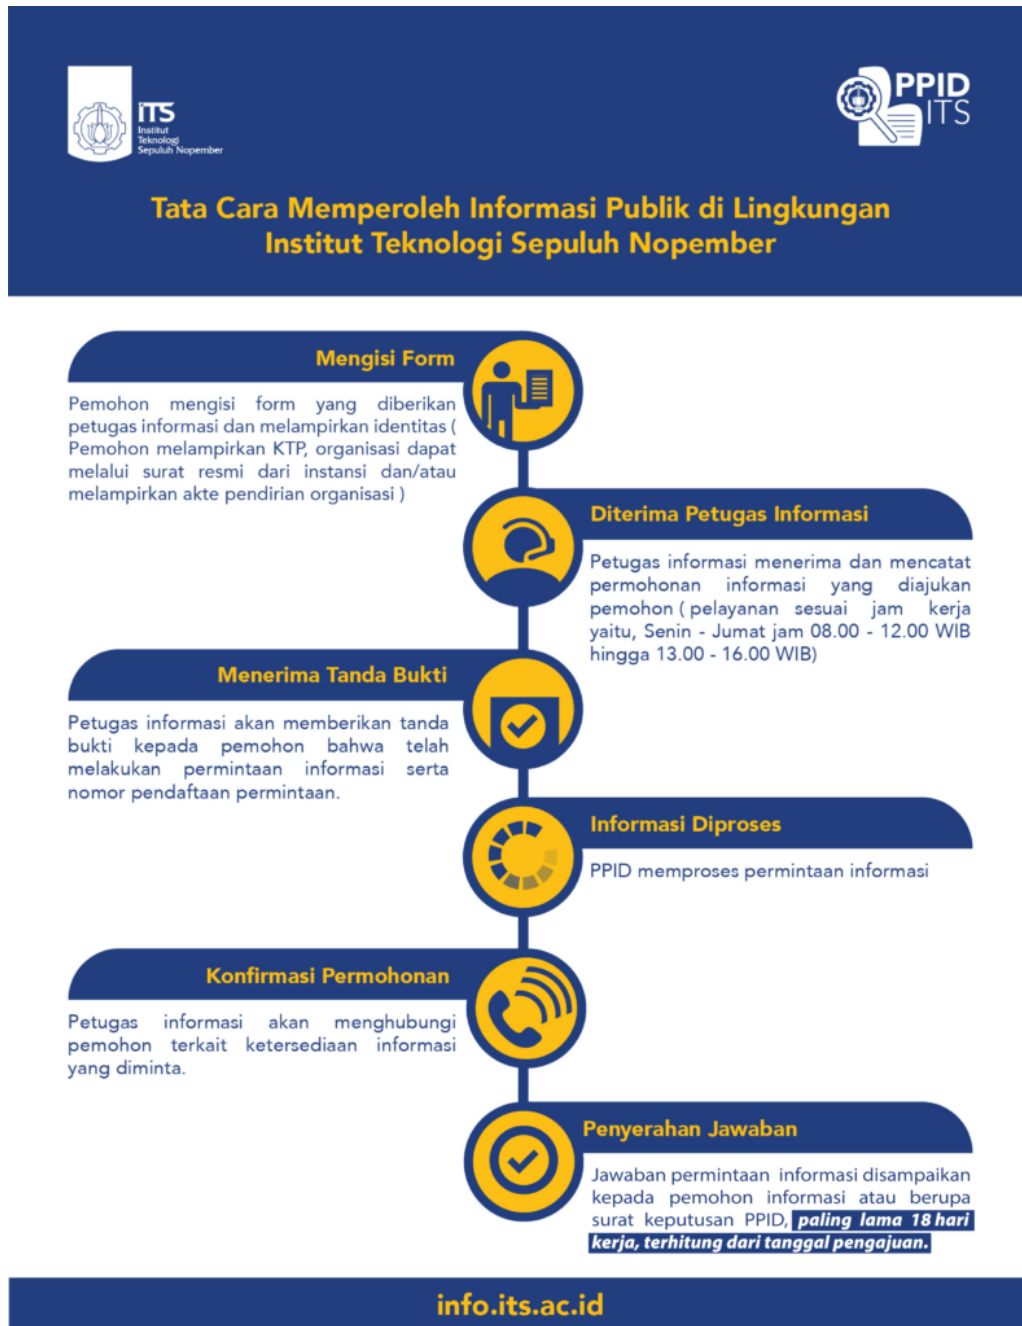 iTS
Institut
Teknologi
Sepuluh Nopember
PPID
ITS
Tata Cara Memperoleh Informasi Publik di Lingkungan
Institut Teknologi Sepuluh Nopember
Mengisi Form
Pemohon mengisi form yang diberikan
petugas informasi dan melampirkan identitas (
Pemohon melampirkan KTP, organisasi dapat
melalui surat resmi dari instansi dan/atau
melampirkan akte pendirian organisasi )
Diterima Petugas Informasi
Petugas informasi menerima dan mencatat
permohonan informasi yang diajukan
pemohon ( pelayanan sesuai jam kerja
yaitu, Senin - Jumat jam 08.00 - 12.00 WIB
hingga 13.00 - 16.00 WIB)
Menerima Tanda Bukti
Petugas informasi akan memberikan tanda
bukti kepada pemohon bahwa telah
melakukan permintaan informasi serta
nomor pendaftaan permintaan.
Informasi Diproses
PPID memproses permintaan informasi
Konfirmasi Permohonan
Petugas informasi akan menghubungi
pemohon terkait ketersediaan informasi
yang diminta.
Penyerahan Jawaban
Jawaban permintaan informasi disampaikan
kepada pemohon informasi atau berupa
surat keputusan PPID, paling lama 18 hari
kerja, terhitung dari tanggal pengajuan.
info.its.ac.id